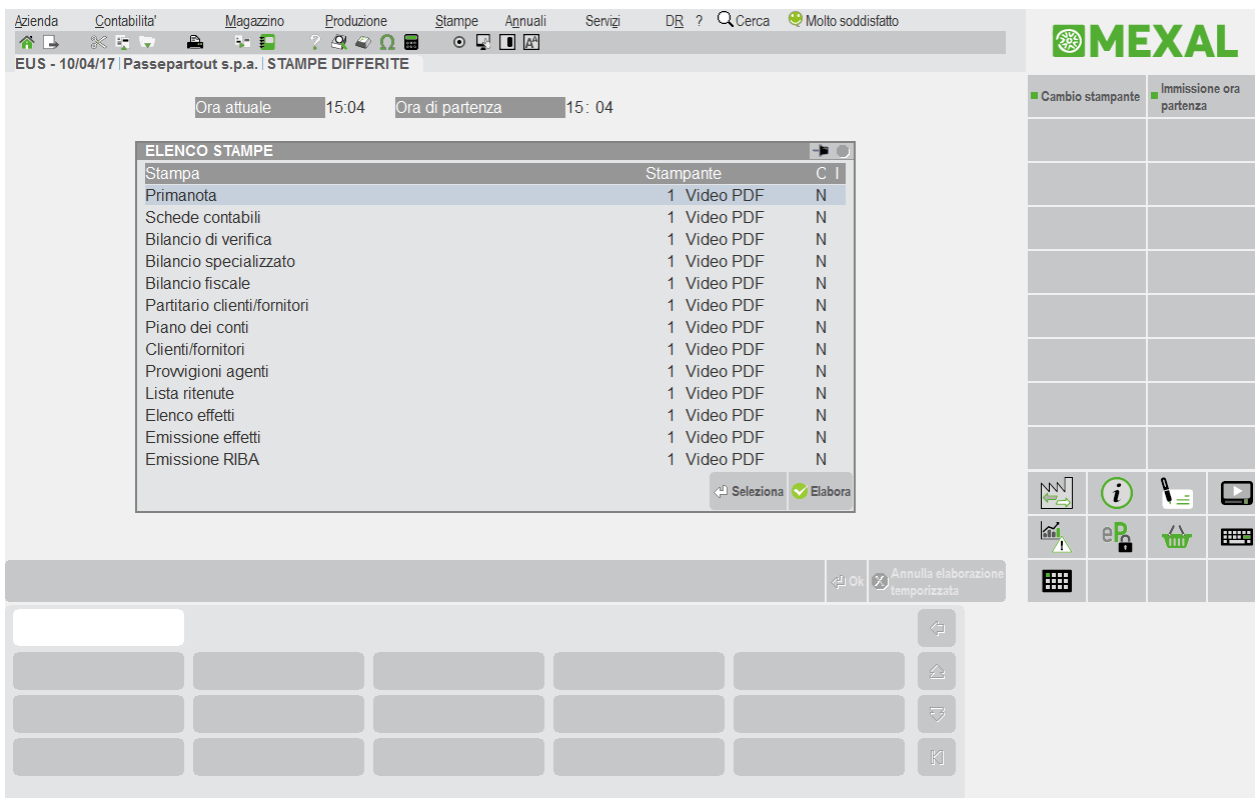 Azienda Contabilita' Magazzino Produzione Stampe Annuali Servizi DR ? Cerca Molto soddisfatto
EUS - 10/04/17 Passepartout s.p.a. STAMPE DIFFERITE
MEXAL
Cambio stampante
Immissione ora
partenza
Ora attuale 15:04 Ora di partenza 15: 04
ELENCO STAMPE
Stampa Stampante C I
Primanota 1 Video PDF N
Schede contabili 1 Video PDF N
Bilancio di verifica 1 Video PDF N
Bilancio specializzato 1 Video PDF N
Bilancio fiscale 1 Video PDF N
Partitario clienti/fornitori 1 Video PDF N
Piano dei conti 1 Video PDF N
Clienti/fornitori 1 Video PDF N
Provvigioni agenti 1 Video PDF N
Lista ritenute 1 Video PDF N
Elenco effetti 1 Video PDF N
Emissione effetti 1 Video PDF N
Emissione RIBA 1 Video PDF N
Seleziona Elabora
Ok Annulla elaborazione
temporizzata